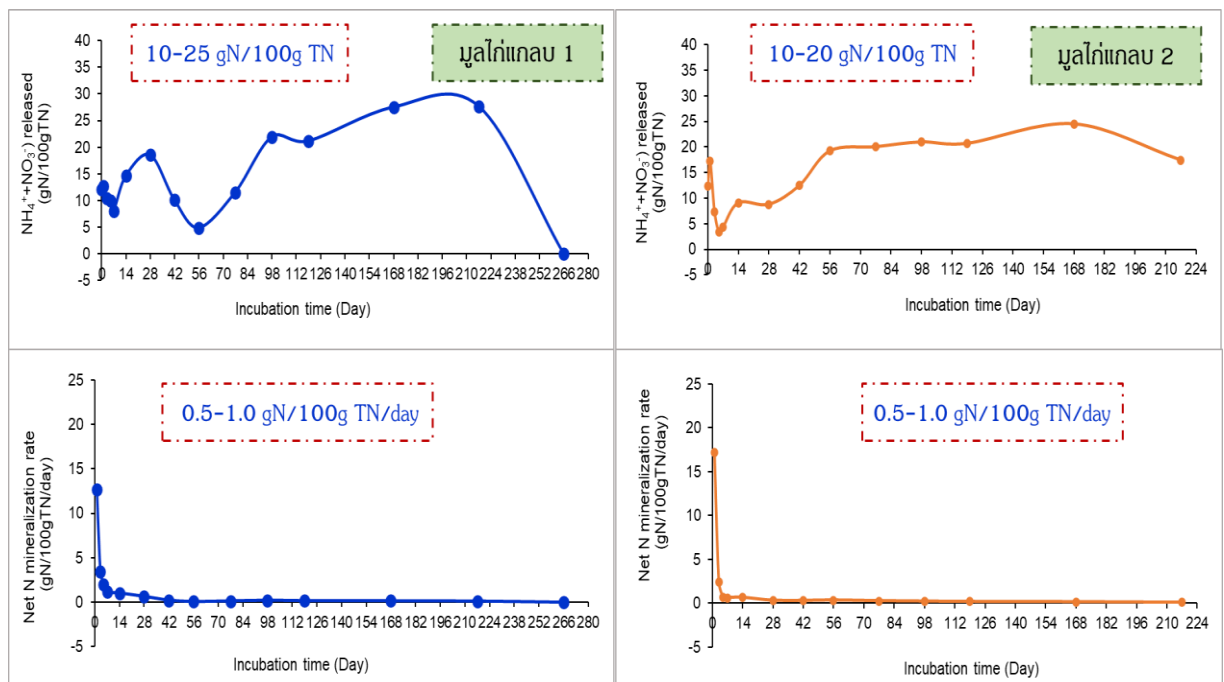 10-25 gN/100g TN
มูลไก่แกลบ 1
NH₄⁺+NO₃⁻) released
(gN/100gTN)
40
35
30
25
20
15
10
5
0
-5
0 14 28 42 56 70 84 98 112 126 140 154 168 182 196 210 224 238 252 266 280
Incubation time (Day)
10-20 gN/100g TN
มูลไก่แกลบ 2
NH₄⁺+NO₃⁻) released
(gN/100gTN)
40
35
30
25
20
15
10
5
0
-5
0 14 28 42 56 70 84 98 112 126 140 154 168 182 196 210 224
Incubation time (Day)
0.5-1.0 gN/100g TN/day
Net N mineralization rate
(gN/100gTN/day)
25
20
15
10
5
0
-5
0 14 28 42 56 70 84 98 112 126 140 154 168 182 196 210 224 238 252 266 280
Incubation time (Day)
0.5-1.0 gN/100g TN/day
Net N mineralization rate
(gN/100gTN/day)
25
20
15
10
5
0
-5
0 14 28 42 56 70 84 98 112 126 140 154 168 182 196 210 224
Incubation time (Day)